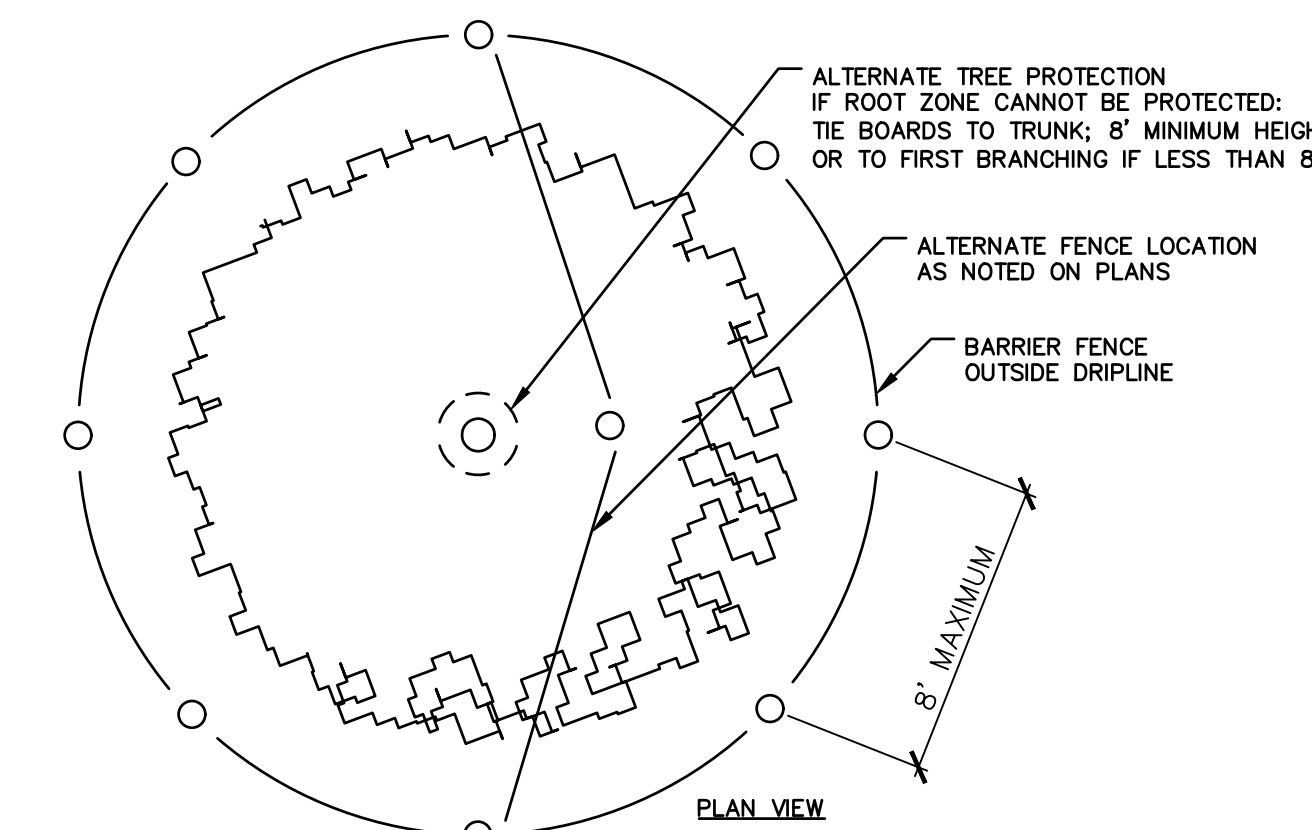 ALTERNATE TREE PROTECTION
IF ROOT ZONE CANNOT BE PROTECTED:
TIE BOARDS TO TRUNK; 8' MINIMUM
OR TO FIRST BRANCHING IF LESS THAN 8
ALTERNATE FENCE LOCATION
AS NOTED ON PLANS
BARRIER FENCE
OUTSIDE DRIPLINE
8' MAXIMUM
PLAN VIEW